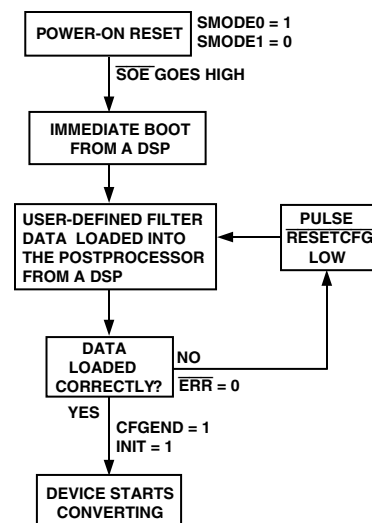 POWER-ON RESET
SMODE0 = 1
SMODE1 = 0
SOE GOES HIGH
IMMEDIATE BOOT
FROM A DSP
USER-DEFINED FILTER
DATA LOADED INTO
THE POSTPROCESSOR
FROM A DSP
PULSE
RESETCFG
LOW
DATA
LOADED
CORRECTLY?
NO
ERR = 0
YES
CFGEND = 1
INIT = 1
DEVICE STARTS
CONVERTING